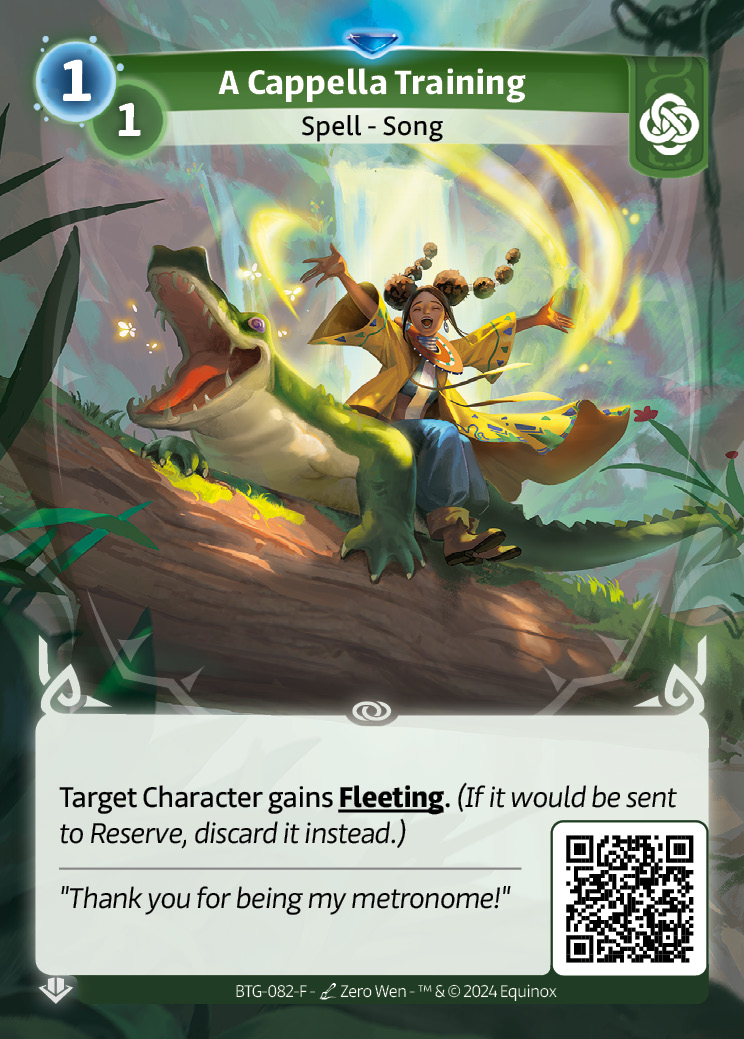 1
A Cappella Training
1
Spell - Song
Target Character gains Fleeting. (If it would be sent
to Reserve, discard it instead.)
"Thank you for being my metronome!"
BTG-082-F - Zero Wen - ™ & © 2024 Equinox